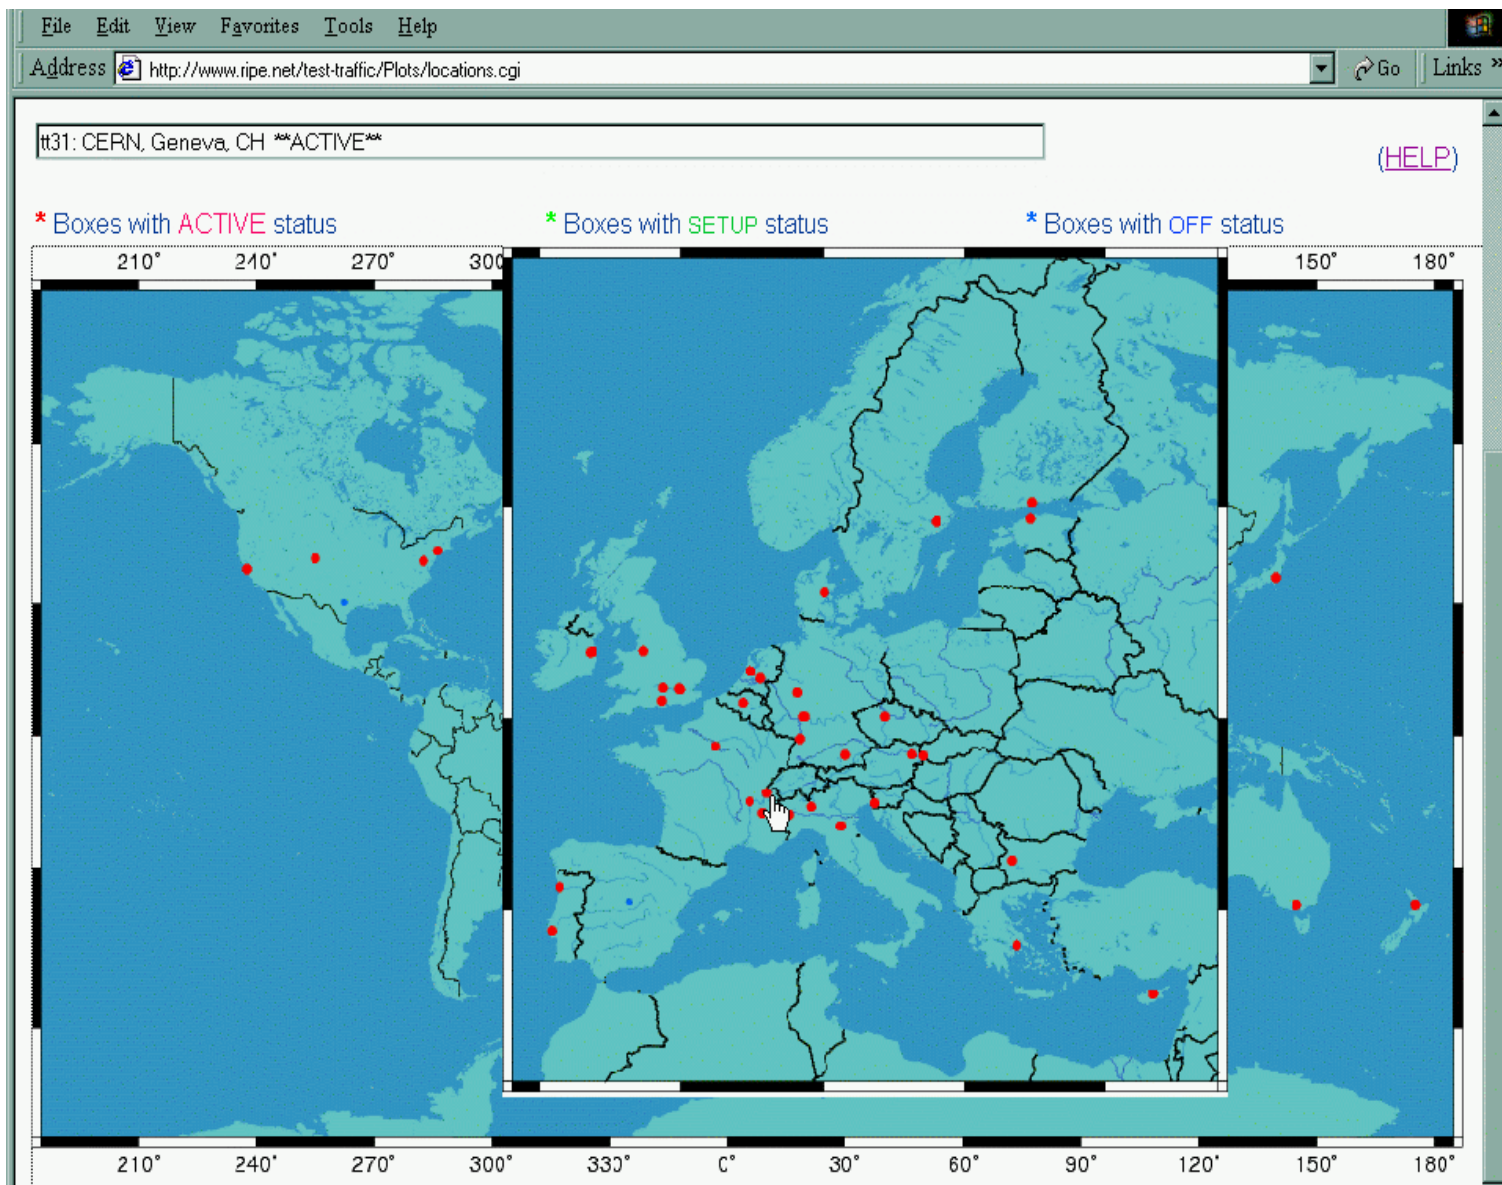 File Edit View Favorites Tools Help
Address http://www.ripe.net/test-traffic/Plots/locations.cgi Go Links »
tt31: CERN, Geneva, CH **ACTIVE**
(HELP)
* Boxes with ACTIVE status * Boxes with SETUP status * Boxes with OFF status
210° 240° 270° 300 150° 180°
210° 240° 270° 300° 330° 0° 30° 60° 90° 120° 150° 180°